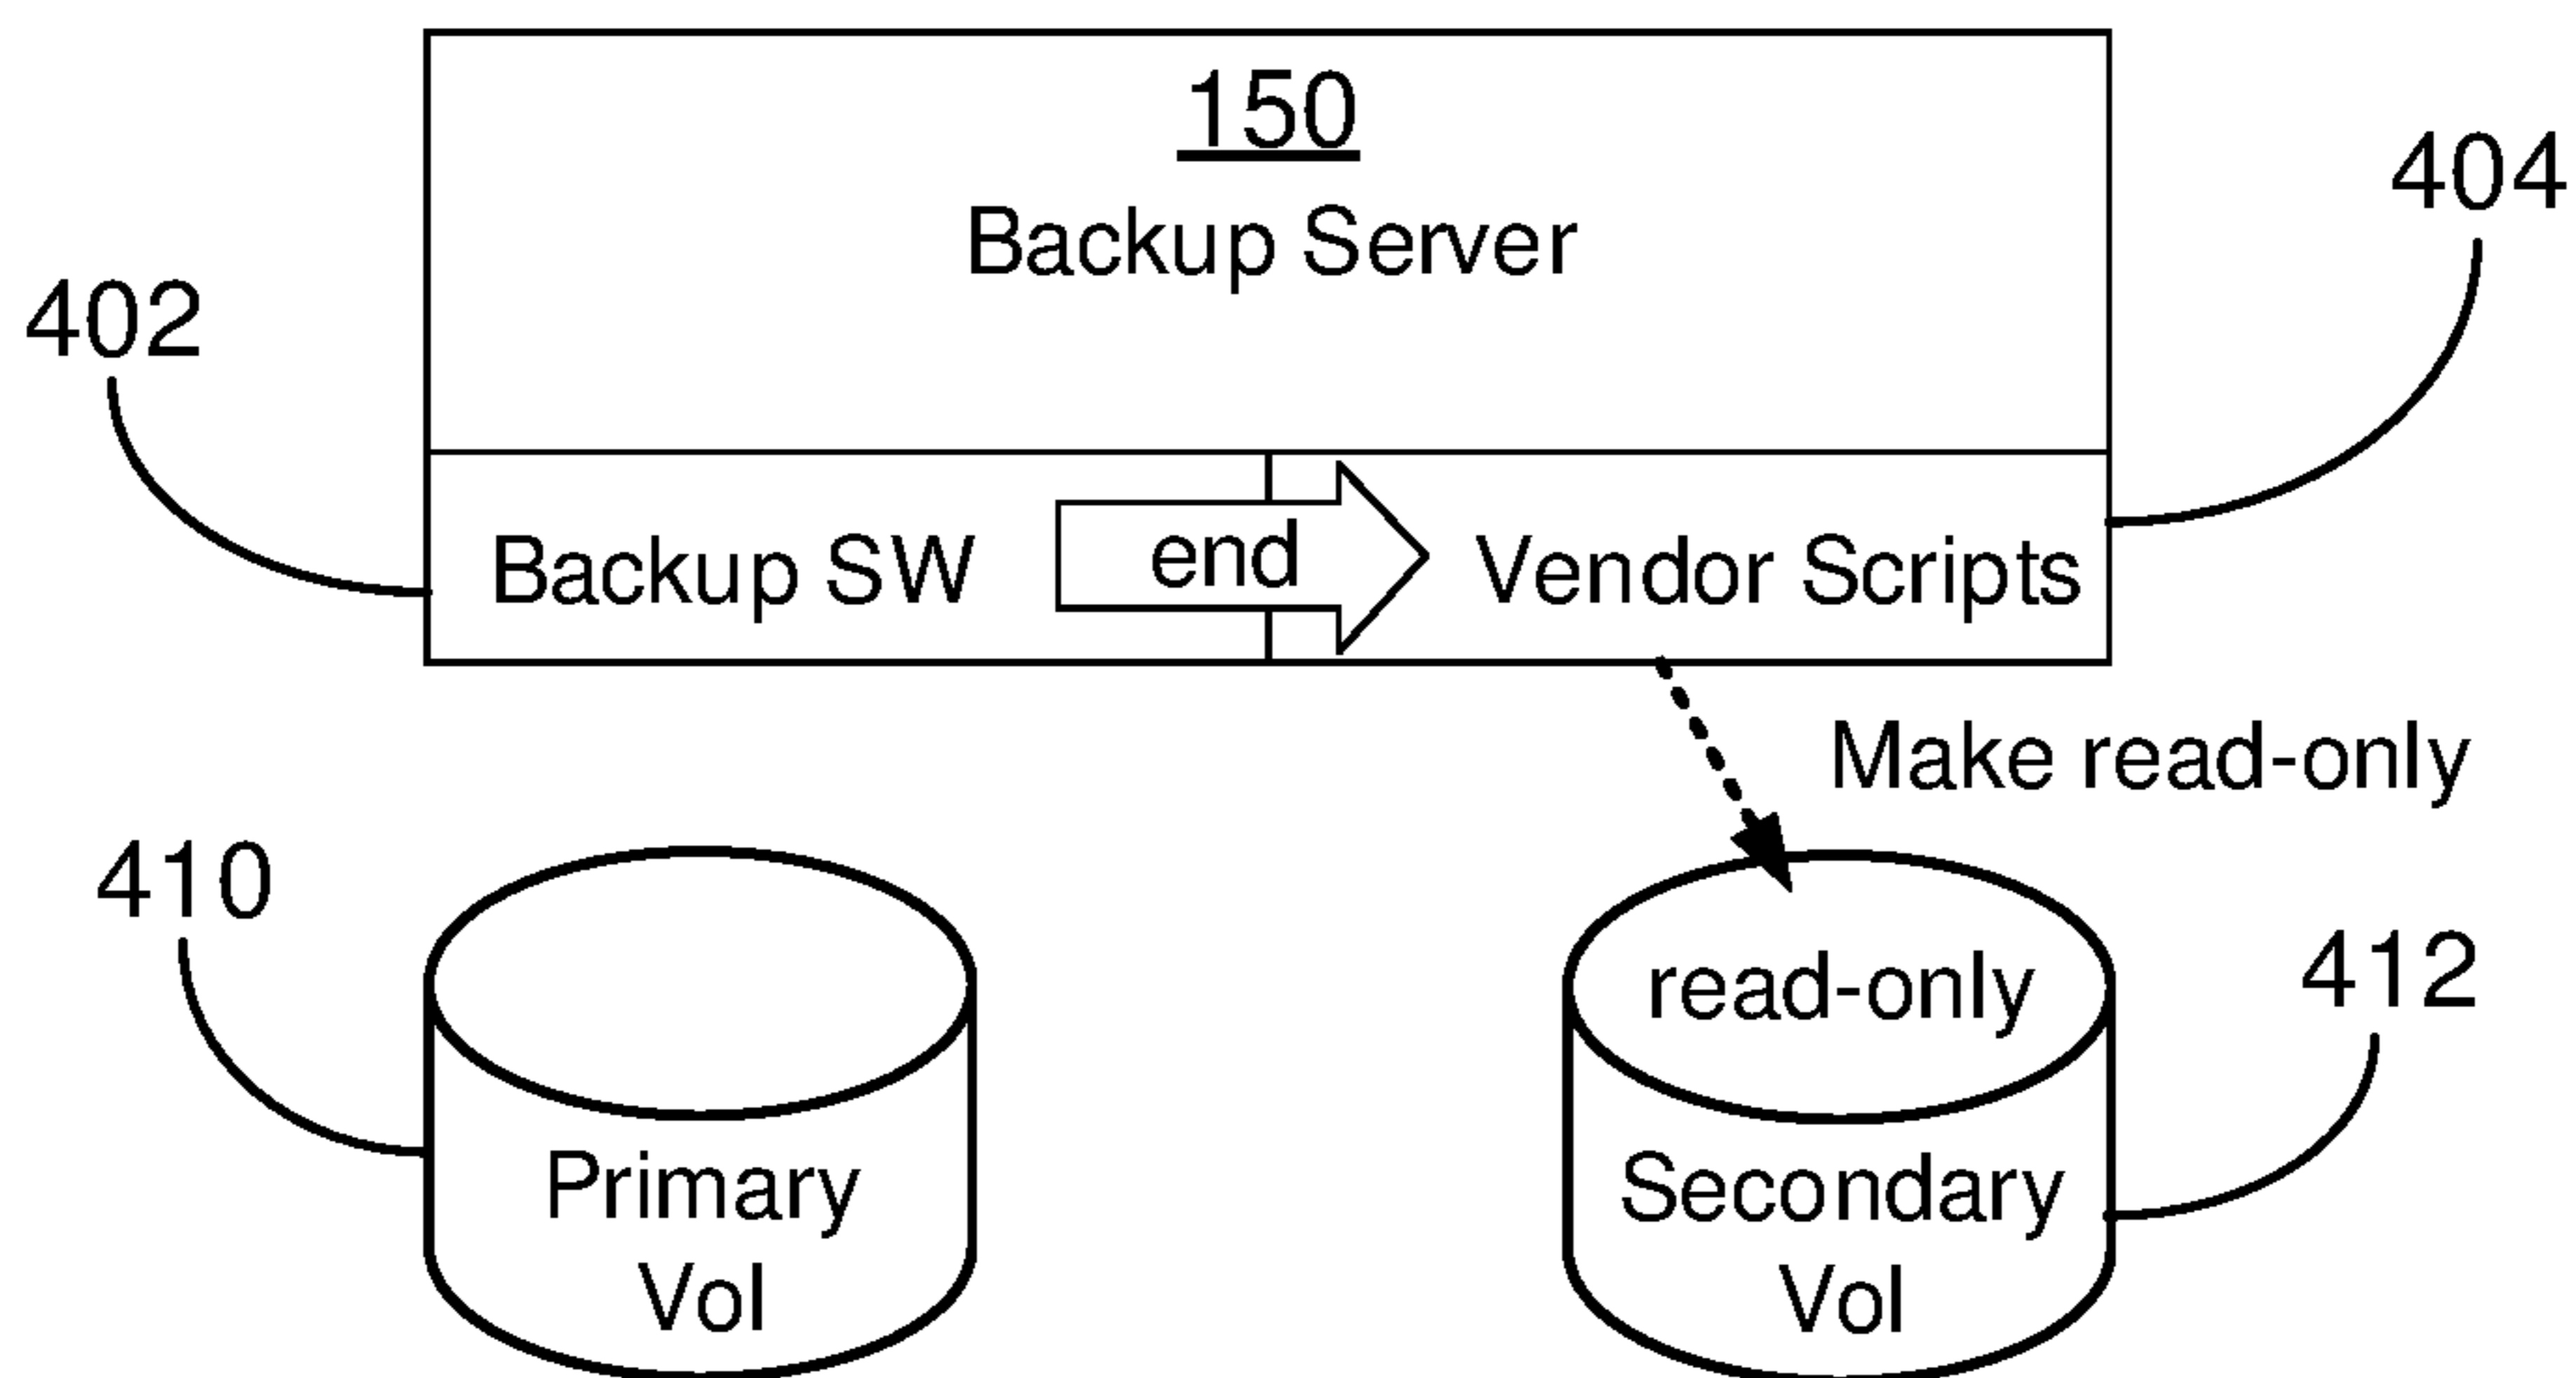 150
Backup Server
404
402
Backup SW
end
Vendor Scripts
Make read-only
410
read-only
412
Primary
Vol
Secondary
Vol